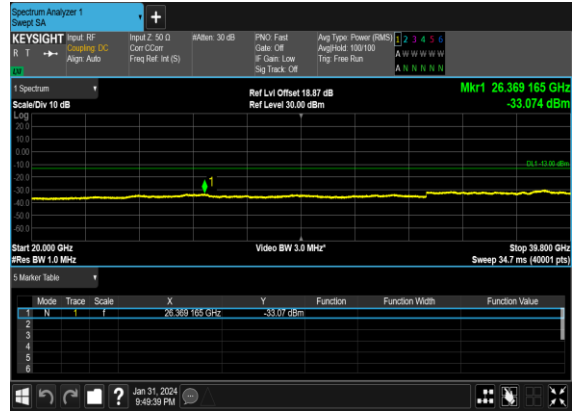 Spectrum Analyzer 1
Swept SA
+
KEYSIGHT
R T
Input: RF
Coupling: DC
Align: Auto
Input Z: 50 Ω
Corr CCorr
Freq Ref: Int (S)
#Atten: 30 dB
PNO: Fast
Gate: Off
IF Gain: Low
Sig Track: Off
Avg Type: Power (RMS)
Avg|Hold: 100/100
Trig: Free Run
1 2 3 4 5 6
A W W W W W
A N N N N N
1 Spectrum
Scale/Div 10 dB
Ref Lvl Offset 18.87 dB
Ref Level 30.00 dBm
Mkr1 26.369 165 GHz
-33.074 dBm
Log
20.0
10.0
0.00
-10.0
-20.0
-30.0
-40.0
-50.0
-60.0
DL1 -13.00 dBm
1
Start 20.000 GHz
#Res BW 1.0 MHz
Video BW 3.0 MHz*
Stop 39.800 GHz
Sweep 34.7 ms (40001 pts)
5 Marker Table
Mode Trace Scale X Y Function Function Width Function Value
1 N 1 f 26.369 165 GHz -33.07 dBm
2
3
4
5
6
?
Jan 31, 2024
9:49:39 PM